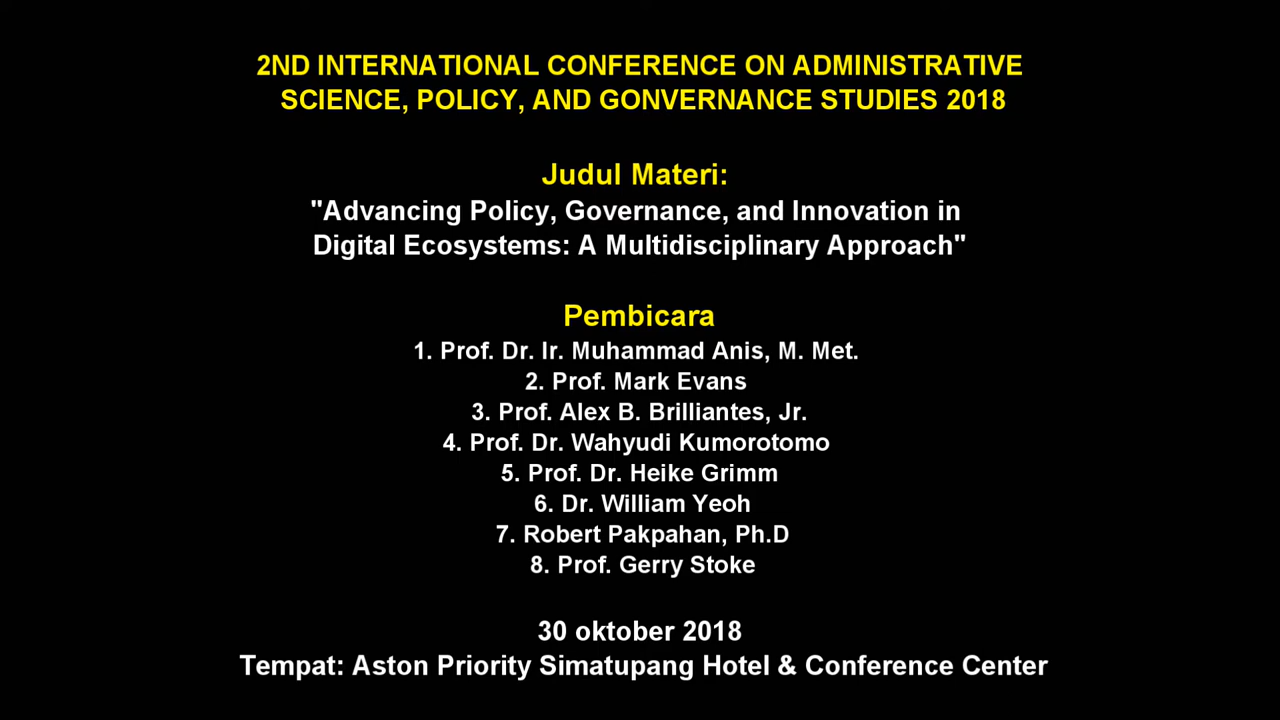 2ND INTERNATIONAL CONFERENCE ON ADMINISTRATIVE
SCIENCE, POLICY, AND GONVERNANCE STUDIES 2018
Judul Materi:
"Advancing Policy, Governance, and Innovation in
Digital Ecosystems: A Multidisciplinary Approach"
Pembicara
1. Prof. Dr. Ir. Muhammad Anis, M. Met.
2. Prof. Mark Evans
3. Prof. Alex B. Brilliantes, Jr.
4. Prof. Dr. Wahyudi Kumorotomo
5. Prof. Dr. Heike Grimm
6. Dr. William Yeoh
7. Robert Pakpahan, Ph.D
8. Prof. Gerry Stoke
30 oktober 2018
Tempat: Aston Priority Simatupang Hotel & Conference Center